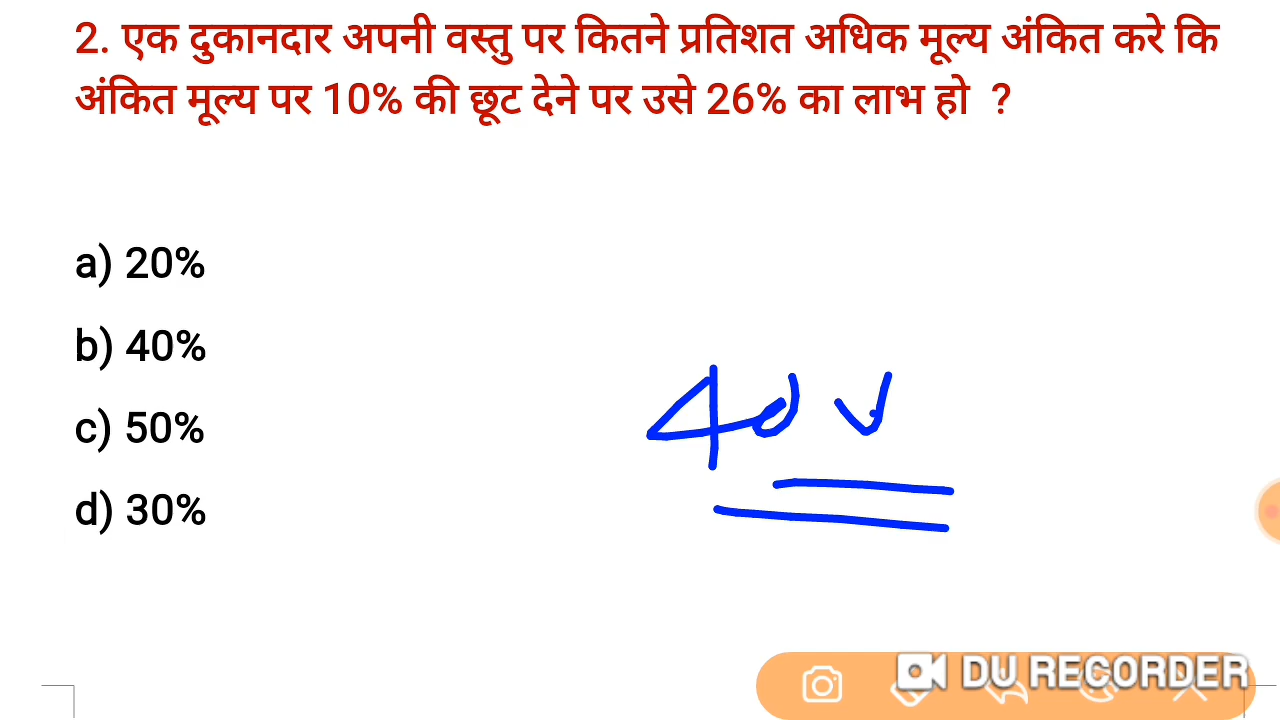 2. एक दुकानदार अपनी वस्तु पर कितने प्रतिशत अधिक मूल्य अंकित करे कि
अंकित मूल्य पर 10% की छूट देने पर उसे 26% का लाभ हो ?
a) 20%
b) 40%
c) 50%
d) 30%
40
DU RECORDER